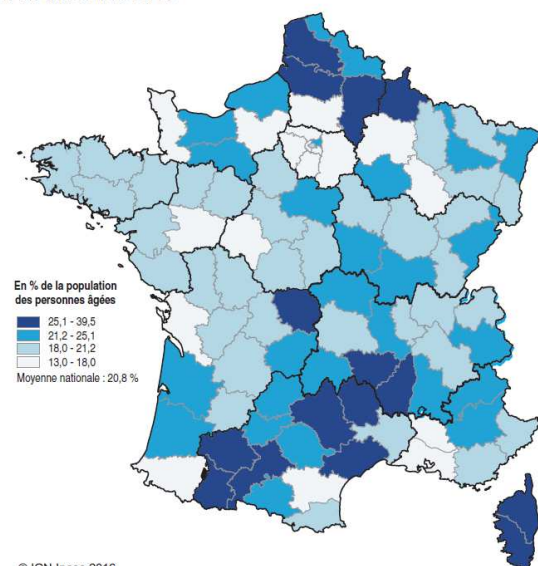 En % de la population
des personnes âgées
25,1 - 39,5
21,2 - 25,1
18,0 - 21,2
13,0 - 18,0
Moyenne nationale : 20,8 %